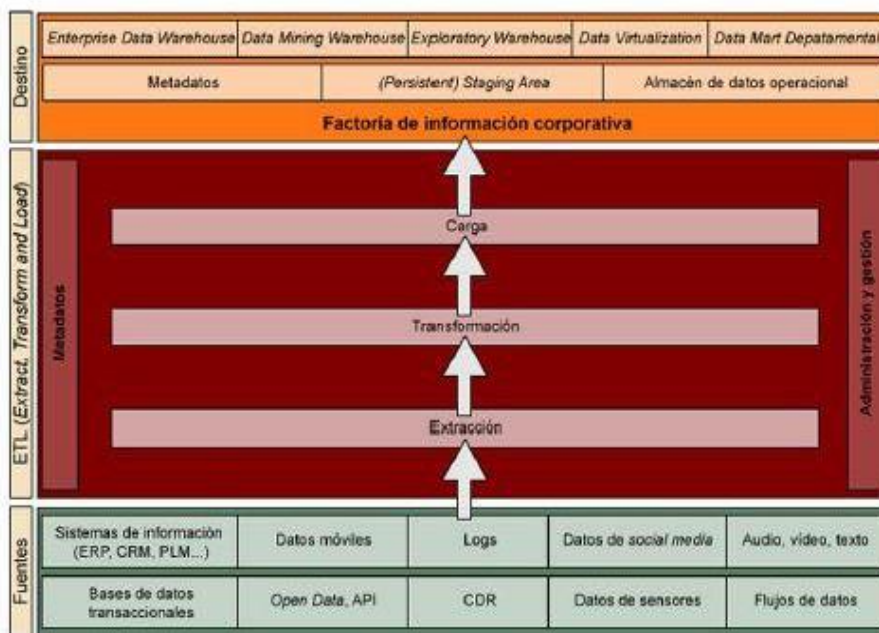 Destino
Enterprise Data Warehouse
Data Mining Warehouse
Exploratory Warehouse
Data Virtualization
Data Mart Depatamental
Metadatos
(Persistent) Staging Area
Almacén de datos operacional
Factoría de información corporativa
ETL (Extract, Transform and Load)
Metadatos
Carga
Transformación
Extracción
Administración y gestión
Fuentes
Sistemas de información
(ERP, CRM, PLM...)
Datos móviles
Logs
Datos de social media
Audio, vídeo, texto
Bases de datos
transaccionales
Open Data, API
CDR
Datos de sensores
Flujos de datos